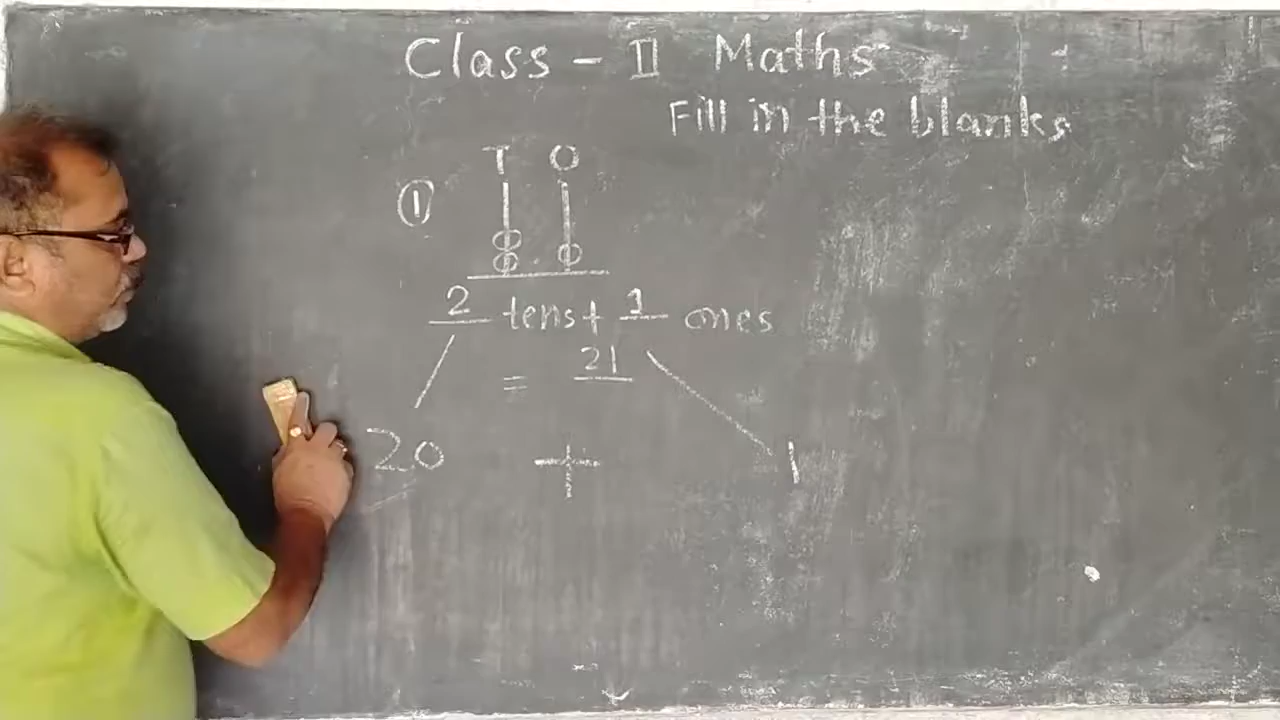 Class - II Maths
Fill in the blanks
T O
①
2 tens + 1 ones
= 21
20 + 1